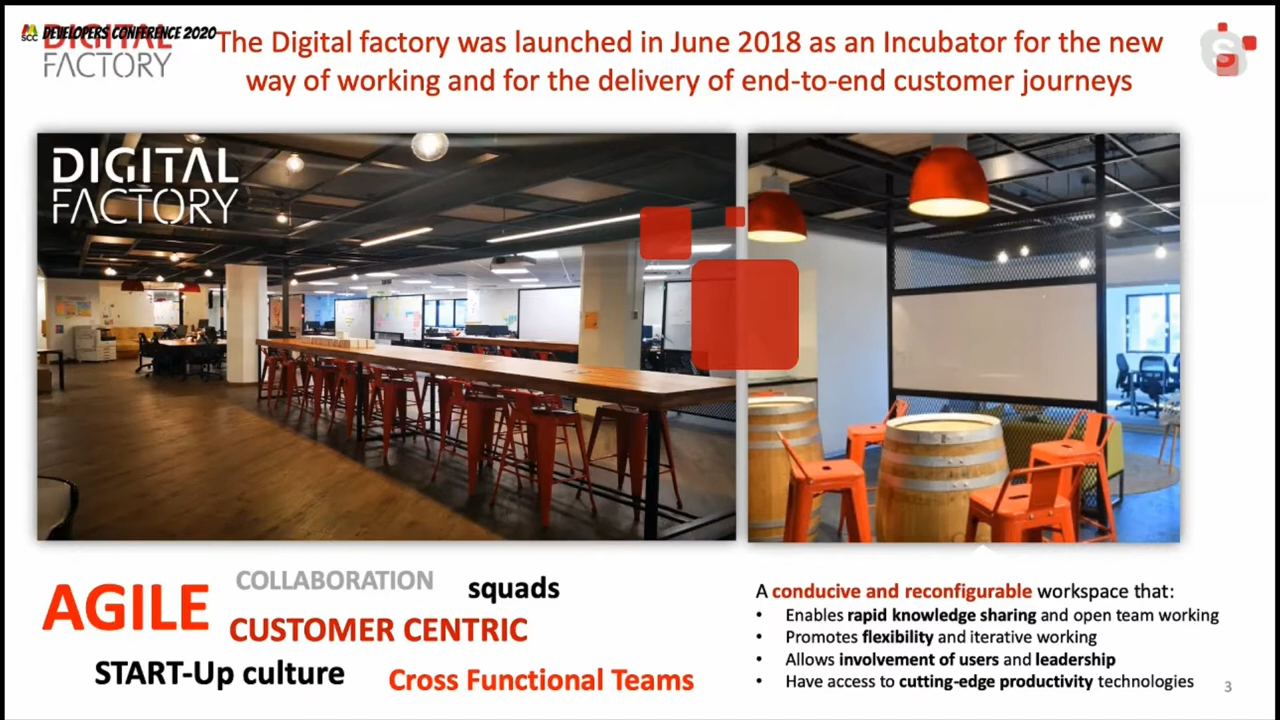 SCC DEVELOPERS CONFERENCE 2020
DIGITAL
FACTORY
The Digital factory was launched in June 2018 as an Incubator for the new
way of working and for the delivery of end-to-end customer journeys
S
DIGITAL
FACTORY
AGILE
COLLABORATION
squads
CUSTOMER CENTRIC
START-Up culture
Cross Functional Teams
A conducive and reconfigurable workspace that:
• Enables rapid knowledge sharing and open team working
• Promotes flexibility and iterative working
• Allows involvement of users and leadership
• Have access to cutting-edge productivity technologies
3